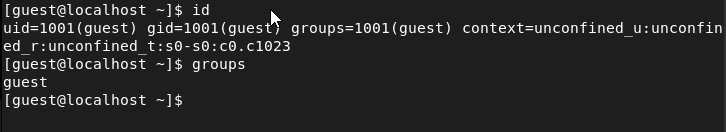 [guest@localhost ~]$ id
uid=1001(guest) gid=1001(guest) groups=1001(guest) context=unconfined_u:unconfin
ed_r:unconfined_t:s0-s0:c0.c1023
[guest@localhost ~]$ groups
guest
[guest@localhost ~]$